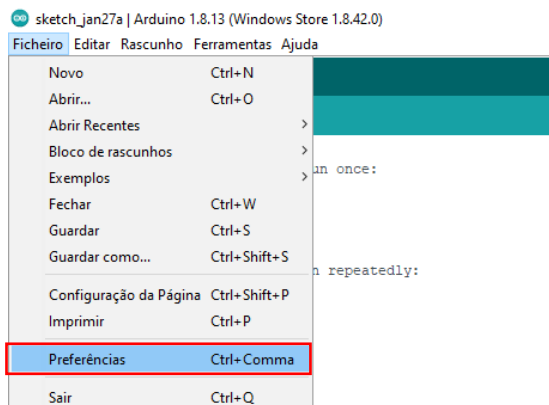 sketch_jan27a | Arduino 1.8.13 (Windows Store 1.8.42.0)
Ficheiro Editar Rascunho Ferramentas Ajuda
Novo Ctrl+N
Abrir... Ctrl+O
Abrir Recentes >
Bloco de rascunhos >
Exemplos >
un once:
Fechar Ctrl+W
Guardar Ctrl+S
Guardar como... Ctrl+Shift+S
n repeatedly:
Configuração da Página Ctrl+Shift+P
Imprimir Ctrl+P
Preferências Ctrl+Comma
Sair Ctrl+Q